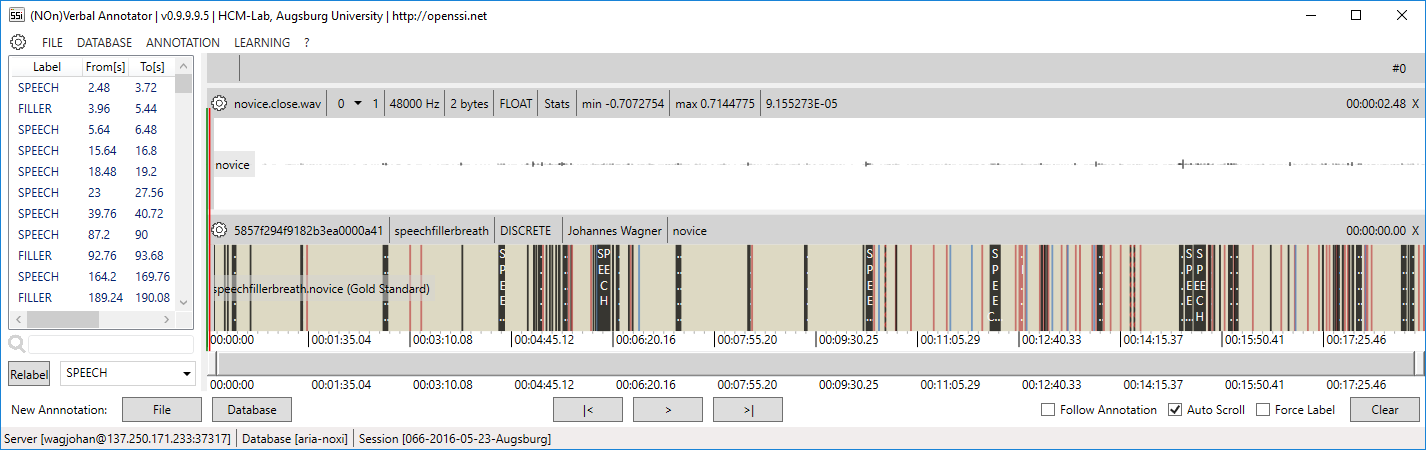 SSi (NOn)Verbal Annotator | v0.9.9.9.5 | HCM-Lab, Augsburg University | http://openssi.net
FILE DATABASE ANNOTATION LEARNING ?
Label From[s] To[s]
SPEECH 2.48 3.72
FILLER 3.96 5.44
SPEECH 5.64 6.48
SPEECH 15.64 16.8
SPEECH 18.48 19.2
SPEECH 23 27.56
SPEECH 39.76 40.72
SPEECH 87.2 90
FILLER 92.76 93.68
SPEECH 164.2 169.76
FILLER 189.24 190.08
Relabel SPEECH
#0
novice.close.wav 0 1 48000 Hz 2 bytes FLOAT Stats min -0.7072754 max 0.7144775 9.155273E-05 00:00:02.48 X
novice
5857f294f9182b3ea0000a41 speechfillerbreath DISCRETE Johannes Wagner novice 00:00:00.00 X
SPEE... SPEECH SPEE... SPEEC... SPEE... SPEECH
speechfillerbreath.novice (Gold Standard)
00:00:00 00:01:35.04 00:03:10.08 00:04:45.12 00:06:20.16 00:07:55.20 00:09:30.25 00:11:05.29 00:12:40.33 00:14:15.37 00:15:50.41 00:17:25.46
00:00:00 00:01:35.04 00:03:10.08 00:04:45.12 00:06:20.16 00:07:55.20 00:09:30.25 00:11:05.29 00:12:40.33 00:14:15.37 00:15:50.41 00:17:25.46
New Annnotation: File Database |< > >| Follow Annotation Auto Scroll Force Label Clear
Server [wagjohan@137.250.171.233:37317] Database [aria-noxi] Session [066-2016-05-23-Augsburg]